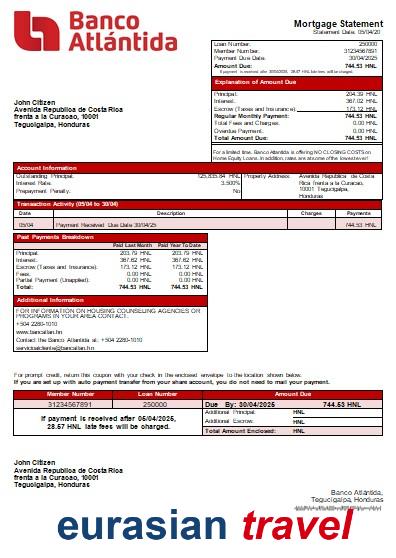 Banco
Atlántida
Mortgage Statement
Statement Date: 05/04/20
Loan Number: 250000
Member Number: 31234567891
Payment Due Date: 30/04/2025
Amount Due: 744.53 HNL
If payment is received after 30/04/2025, 28.57 HNL late fees will be charged.
Explanation of Amount Due
Principal: 204.39 HNL
Interest: 367.02 HNL
Escrow (Taxes and Insurance): 173.12 HNL
Regular Monthly Payment: 744.53 HNL
Total Fees and Charges: 0.00 HNL
Overdue Payment: 0.00 HNL
Total Amount Due: 744.53 HNL
For a limited time, Banco Atlantida is offering NO CLOSING COSTS on
Home Equity Loans. In addition, rates are at some of the lowest ever!
John Citizen
Avenida Republica de Costa Rica
frenta a la Curacao, 10001
Tegucigalpa, Honduras
Account Information
Outstanding Principal: 125,835.84 HNL
Interest Rate: 3.500%
Prepayment Penalty: No
Property Address: Avenida Republica de Costa
Rica frenta a la Curacao,
10001 Tegucigalpa,
Honduras
Transaction Activity (05/04 to 30/04)
Date Description Charges Payments
05/04 Payment Received Due Date 30/04/25 744.53 HNL
Past Payments Breakdown
Paid Last Month Paid Year To Date
Principal: 203.79 HNL 203.79 HNL
Interest: 367.62 HNL 367.62 HNL
Escrow (Taxes and Insurance): 173.12 HNL 173.12 HNL
Fees: 0.00 HNL 0.00 HNL
Partial Payment (Unapplied): 0.00 HNL 0.00 HNL
Total: 744.53 HNL 744.53 HNL
Additional Information
FOR INFORMATION ON HOUSING COUNSELING AGENCIES OR
PROGRAMS IN YOUR AREA CONTACT:
+504 2280-1010
www.bancatlan.hn
Contact the Banco Atlantida at: +504 2280-1010
servicialcliente@bancatlan.hn
For prompt credit, return this coupon with your check in the enclosed envelope to the location shown below.
If you are set up with auto payment transfer from your share account, you do not need to mail your payment.
Member Number Loan Number Amount Due
31234567891 250000 Due By: 30/04/2025 744.53 HNL
If payment is received after 05/04/2025,
28.57 HNL late fees will be charged.
Additional Principal: HNL
Additional Escrow: HNL
Total Amount Enclosed: HNL
John Citizen
Avenida Republica de Costa Rica
frenta a la Curacao, 10001
Tegucigalpa, Honduras
Banco Atlántida,
Tegucigalpa, Honduras
eurasian travel